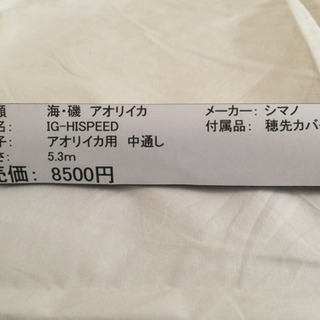 類 海・磯 アオリイカ メーカー: シマノ
名: IG-HISPEED 付属品: 穂先カバー
子: アオリイカ用 中通し
さ: 5.3m
売価: 8500円